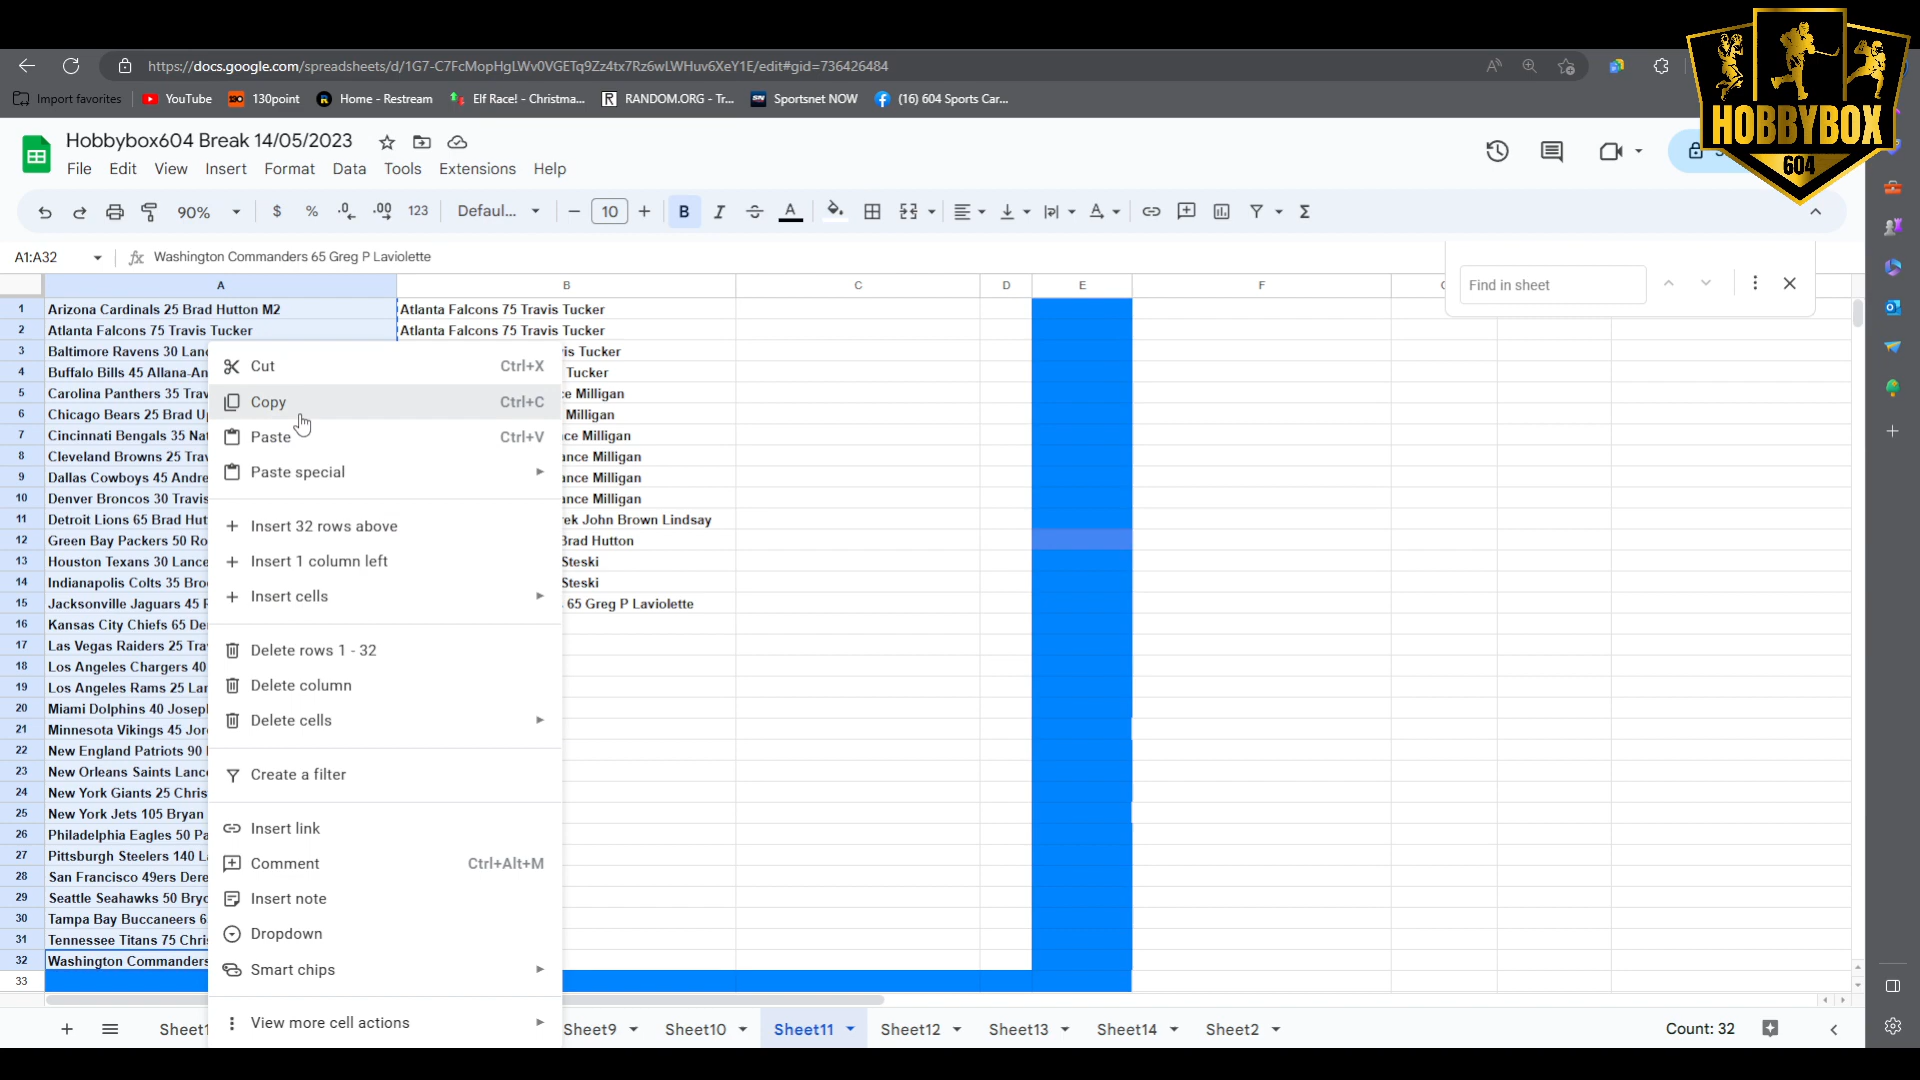 https://docs.google.com/spreadsheets/d/1G7-C7FcMopHgLWv0VGETq9Zz4tx7Rz6wLWHuv6XeY1E/edit#gid=736426484
Import favorites YouTube 130point Home - Restream Elf Race! - Christma... RANDOM.ORG - Tr... Sportsnet NOW (16) 604 Sports Car...
HOBBYBOX
604
Hobbybox604 Break 14/05/2023
File Edit View Insert Format Data Tools Extensions Help
90% $ % .0 .00 123 Defaul... 10 B I A
A1:A32 fx Washington Commanders 65 Greg P Laviolette
Find in sheet
A B C D E F
1 Arizona Cardinals 25 Brad Hutton M2 Atlanta Falcons 75 Travis Tucker
2 Atlanta Falcons 75 Travis Tucker Atlanta Falcons 75 Travis Tucker
3 Baltimore Ravens 30 Lanc is Tucker
4 Buffalo Bills 45 Allana-An Tucker
5 Carolina Panthers 35 Trav ce Milligan
6 Chicago Bears 25 Brad U Milligan
7 Cincinnati Bengals 35 Nat ce Milligan
8 Cleveland Browns 25 Trav ance Milligan
9 Dallas Cowboys 45 Andre ance Milligan
10 Denver Broncos 30 Travis ance Milligan
11 Detroit Lions 65 Brad Hut ek John Brown Lindsay
12 Green Bay Packers 50 Ro Brad Hutton
13 Houston Texans 30 Lance Steski
14 Indianapolis Colts 35 Bro Steski
15 Jacksonville Jaguars 45 F 65 Greg P Laviolette
16 Kansas City Chiefs 65 De
17 Las Vegas Raiders 25 Tra
18 Los Angeles Chargers 40
19 Los Angeles Rams 25 Lan
20 Miami Dolphins 40 Josep
21 Minnesota Vikings 45 Jor
22 New England Patriots 90
23 New Orleans Saints Lanc
24 New York Giants 25 Chris
25 New York Jets 105 Bryan
26 Philadelphia Eagles 50 Pa
27 Pittsburgh Steelers 140 L
28 San Francisco 49ers Dere
29 Seattle Seahawks 50 Bryc
30 Tampa Bay Buccaneers 6
31 Tennessee Titans 75 Chris
32 Washington Commanders
33
Cut Ctrl+X
Copy Ctrl+C
Paste Ctrl+V
Paste special
Insert 32 rows above
Insert 1 column left
Insert cells
Delete rows 1 - 32
Delete column
Delete cells
Create a filter
Insert link
Comment Ctrl+Alt+M
Insert note
Dropdown
Smart chips
View more cell actions
Sheet1 Sheet9 Sheet10 Sheet11 Sheet12 Sheet13 Sheet14 Sheet2 Count: 32